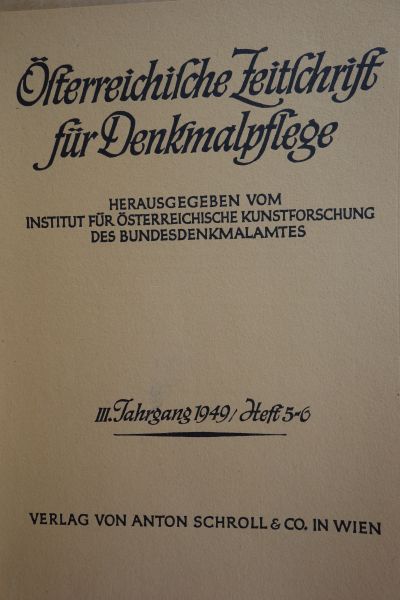 Österreichische Zeitschrift
für Denkmalpflege
HERAUSGEGEBEN VOM
INSTITUT FÜR ÖSTERREICHISCHE KUNSTFORSCHUNG
DES BUNDESDENKMALAMTES
III. Jahrgang 1949 / Heft 5-6
VERLAG VON ANTON SCHROLL & CO. IN WIEN